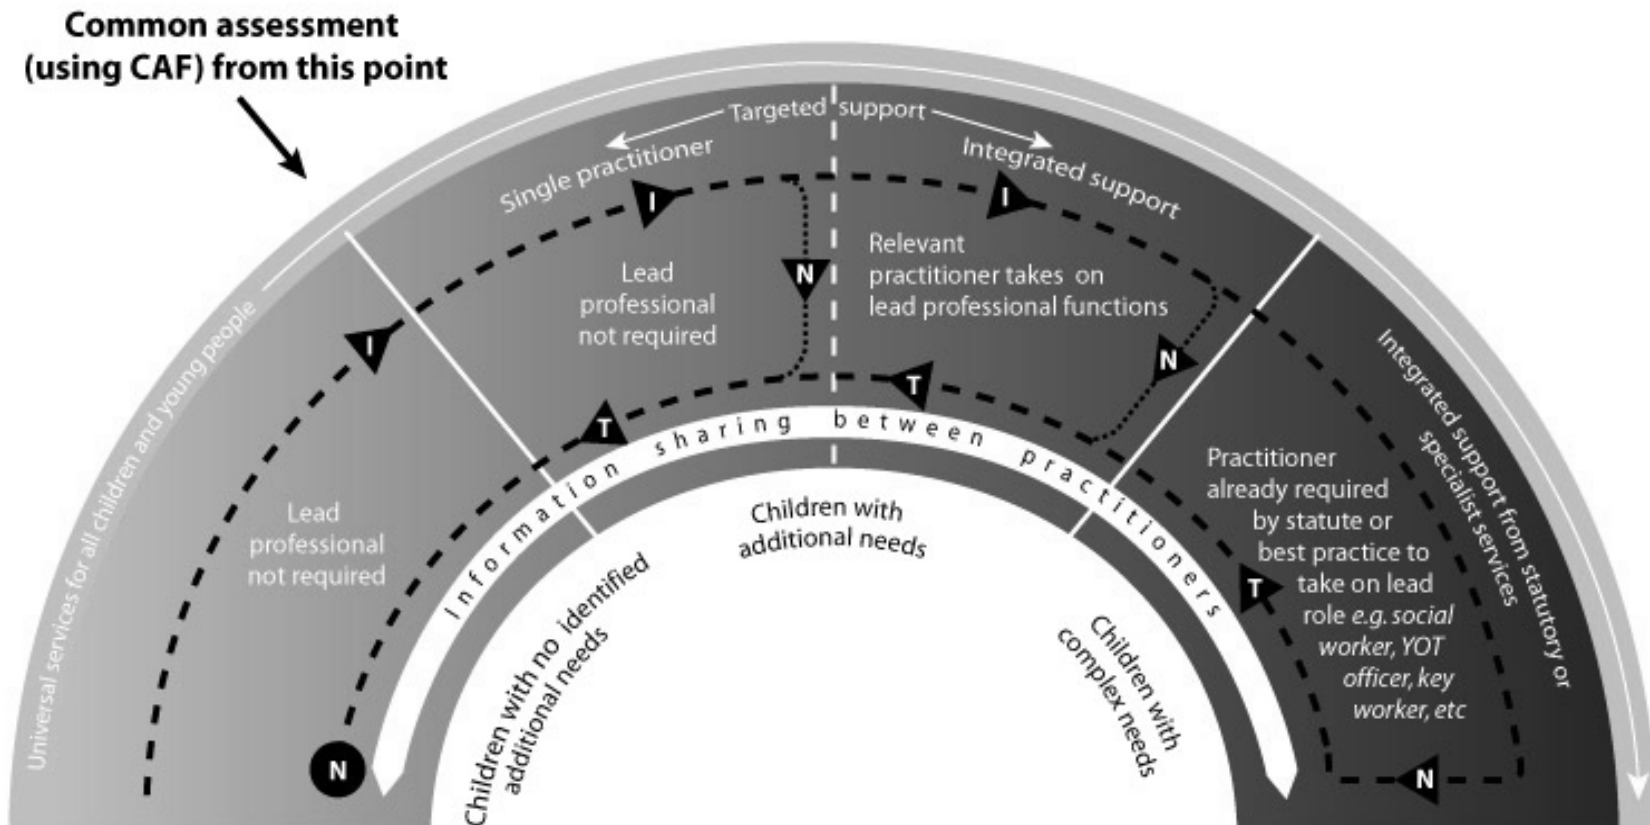 Common assessment
(using CAF) from this point
Universal services for all children and young people
Targeted support
Single practitioner
Integrated support
I
I
I
Lead
professional
not required
N
Relevant
practitioner takes on
lead professional functions
N
Integrated support from statutory or
specialist services
T
T
T
Lead
professional
not required
Practitioner
already required
by statute or
best practice to
take on lead
role e.g. social
worker, YOT
officer, key
worker, etc
N
N
Information sharing between practitioners
Children with no identified
additional needs
Children with
additional needs
Children with
complex needs